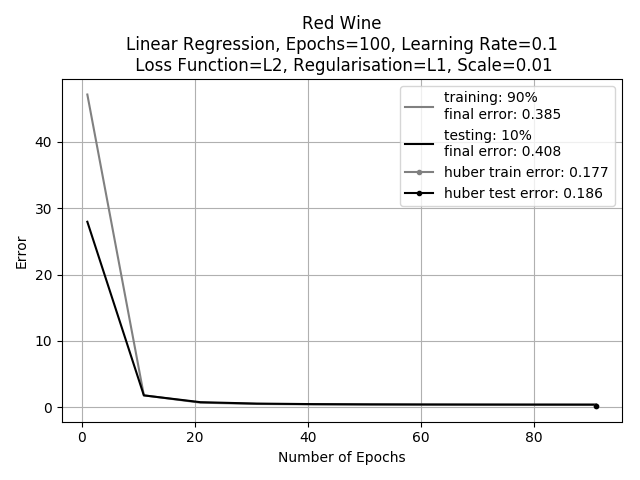 Red Wine
Linear Regression, Epochs=100, Learning Rate=0.1
Loss Function=L2, Regularisation=L1, Scale=0.01
training: 90%
final error: 0.385
testing: 10%
final error: 0.408
huber train error: 0.177
huber test error: 0.186
Error
40
30
20
10
0
0 20 40 60 80
Number of Epochs